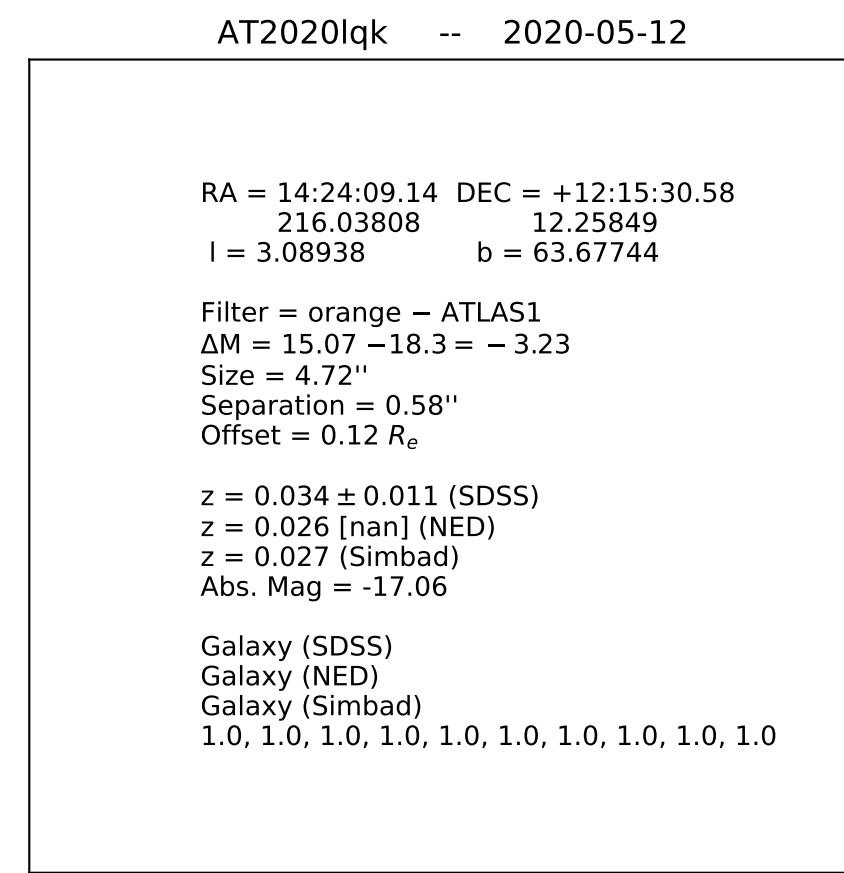 AT2020lqk -- 2020-05-12
RA = 14:24:09.14 DEC = +12:15:30.58
216.03808 12.25849
l = 3.08938 b = 63.67744
Filter = orange − ATLAS1
ΔM = 15.07 −18.3 = − 3.23
Size = 4.72''
Separation = 0.58''
Offset = 0.12 Re
z = 0.034 ± 0.011 (SDSS)
z = 0.026 [nan] (NED)
z = 0.027 (Simbad)
Abs. Mag = -17.06
Galaxy (SDSS)
Galaxy (NED)
Galaxy (Simbad)
1.0, 1.0, 1.0, 1.0, 1.0, 1.0, 1.0, 1.0, 1.0, 1.0